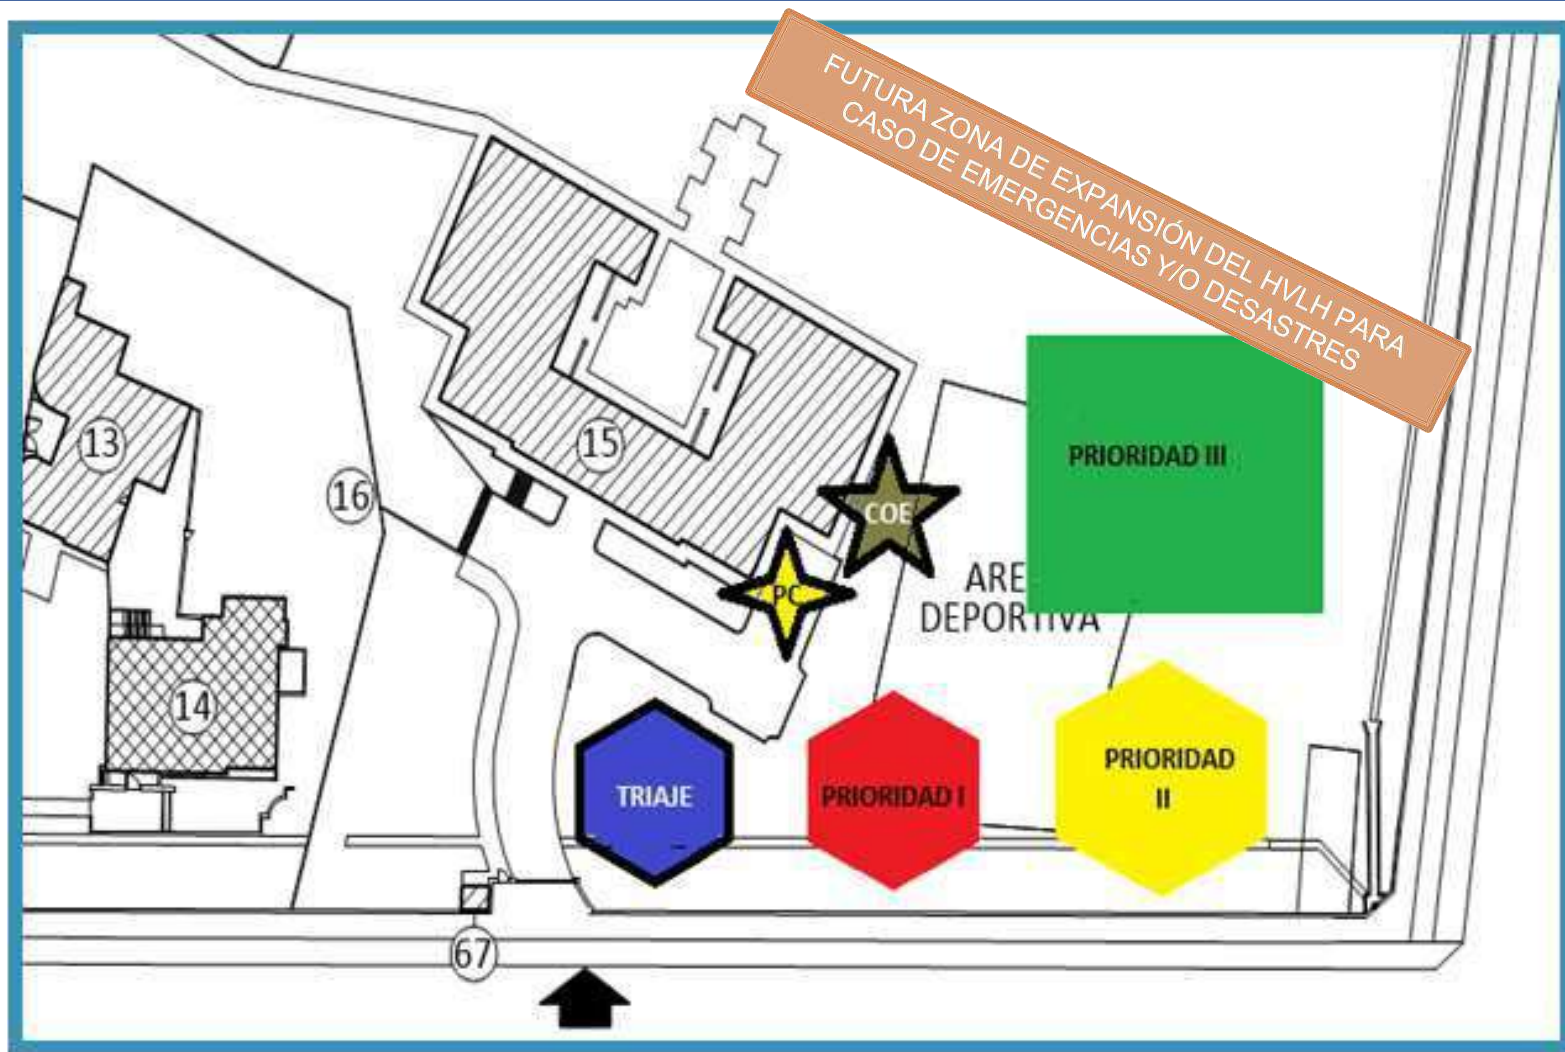 FUTURA ZONA DE EXPANSIÓN DEL HVLH PARA
CASO DE EMERGENCIAS Y/O DESASTRES
13
15
16
PRIORIDAD III
COE
PC
ARE
DEPORTIVA
14
TRIAJE
PRIORIDAD I
PRIORIDAD
II
67